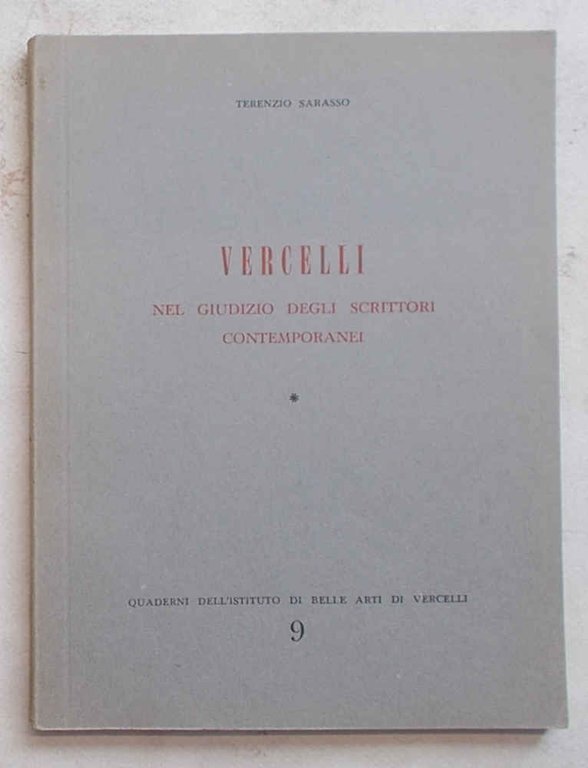 TERENZIO SARASSO
VERCELLI
NEL GIUDIZIO DEGLI SCRITTORI
CONTEMPORANEI
*
QUADERNI DELL'ISTITUTO DI BELLE ARTI DI VERCELLI
9